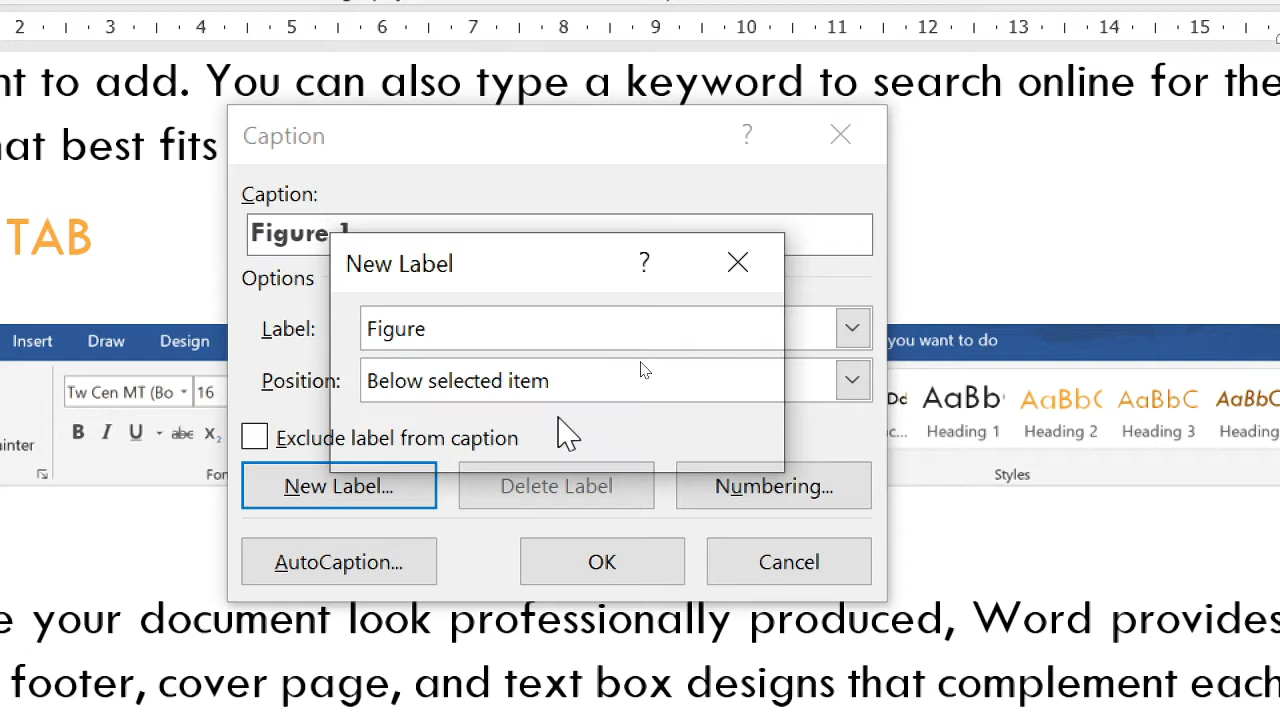 2 3 4 5 6 7 8 9 10 11 12 13 14 15
to add. You can also type a keyword to search online for the
best fits
TAB
Caption ?
Caption:
Figure 1
New Label ?
Options
Label: Figure
Position: Below selected item
Exclude label from caption
New Label... Delete Label Numbering...
AutoCaption... OK Cancel
Insert Draw Design you want to do
Tw Cen MT (Bo 16
B I U abc X₂
AaBb AaBbC AaBbC AaBbC
Heading 1 Heading 2 Heading 3 Heading
Styles
your document look professionally produced, Word provides
footer, cover page, and text box designs that complement each